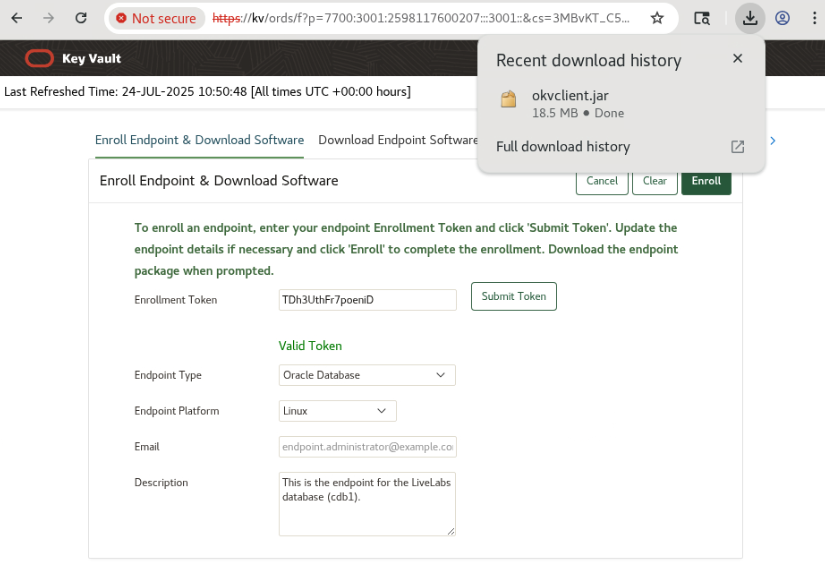 Not secure https://kv/ords/f?p=7700:3001:2598117600207:::3001::&cs=3MBvKT_C5...
Key Vault
Recent download history
okvclient.jar
18.5 MB • Done
Full download history
Last Refreshed Time: 24-JUL-2025 10:50:48 [All times UTC +00:00 hours]
Enroll Endpoint & Download Software Download Endpoint Software
Enroll Endpoint & Download Software
Cancel Clear Enroll
To enroll an endpoint, enter your endpoint Enrollment Token and click 'Submit Token'. Update the
endpoint details if necessary and click 'Enroll' to complete the enrollment. Download the endpoint
package when prompted.
Enrollment Token TDh3UthFr7poeniD Submit Token
Valid Token
Endpoint Type Oracle Database
Endpoint Platform Linux
Email endpoint.administrator@example.co
Description This is the endpoint for the LiveLabs
database (cdb1).